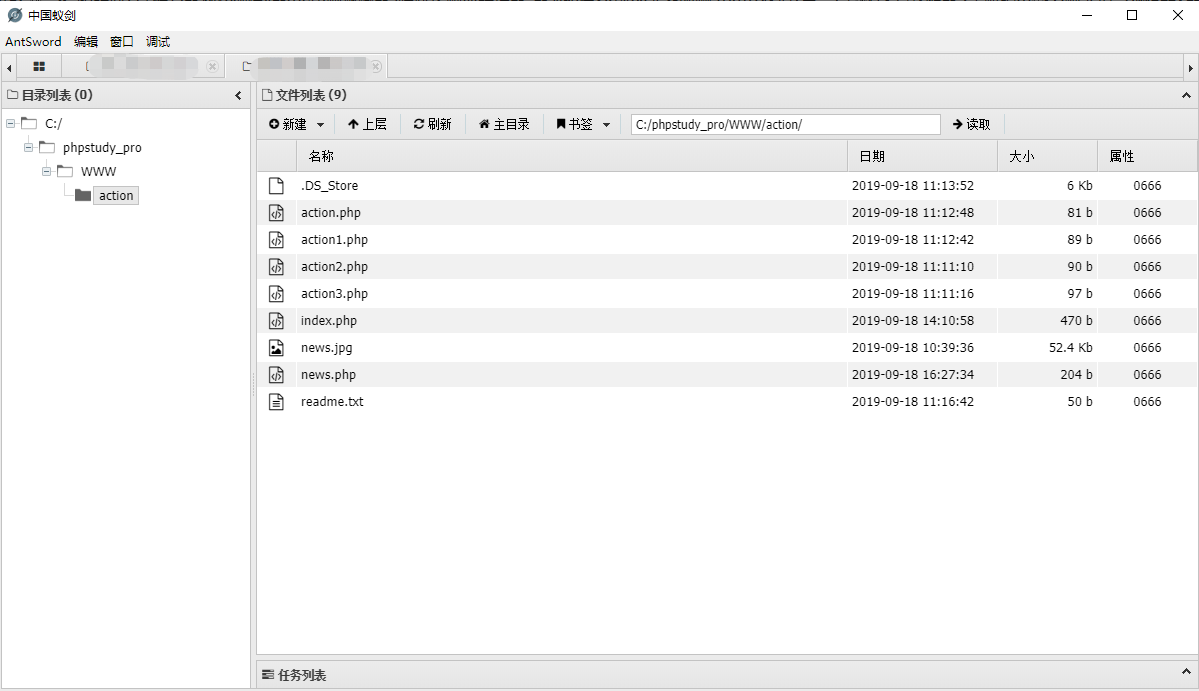 中国蚁剑
AntSword 编辑 窗口 调试
目录列表 (0)
C:/
phpstudy_pro
WWW
action
文件列表 (9)
新建 上层 刷新 主目录 书签 C:/phpstudy_pro/WWW/action/ 读取
名称 日期 大小 属性
.DS_Store 2019-09-18 11:13:52 6 Kb 0666
action.php 2019-09-18 11:12:48 81 b 0666
action1.php 2019-09-18 11:12:42 89 b 0666
action2.php 2019-09-18 11:11:10 90 b 0666
action3.php 2019-09-18 11:11:16 97 b 0666
index.php 2019-09-18 14:10:58 470 b 0666
news.jpg 2019-09-18 10:39:36 52.4 Kb 0666
news.php 2019-09-18 16:27:34 204 b 0666
readme.txt 2019-09-18 11:16:42 50 b 0666
任务列表